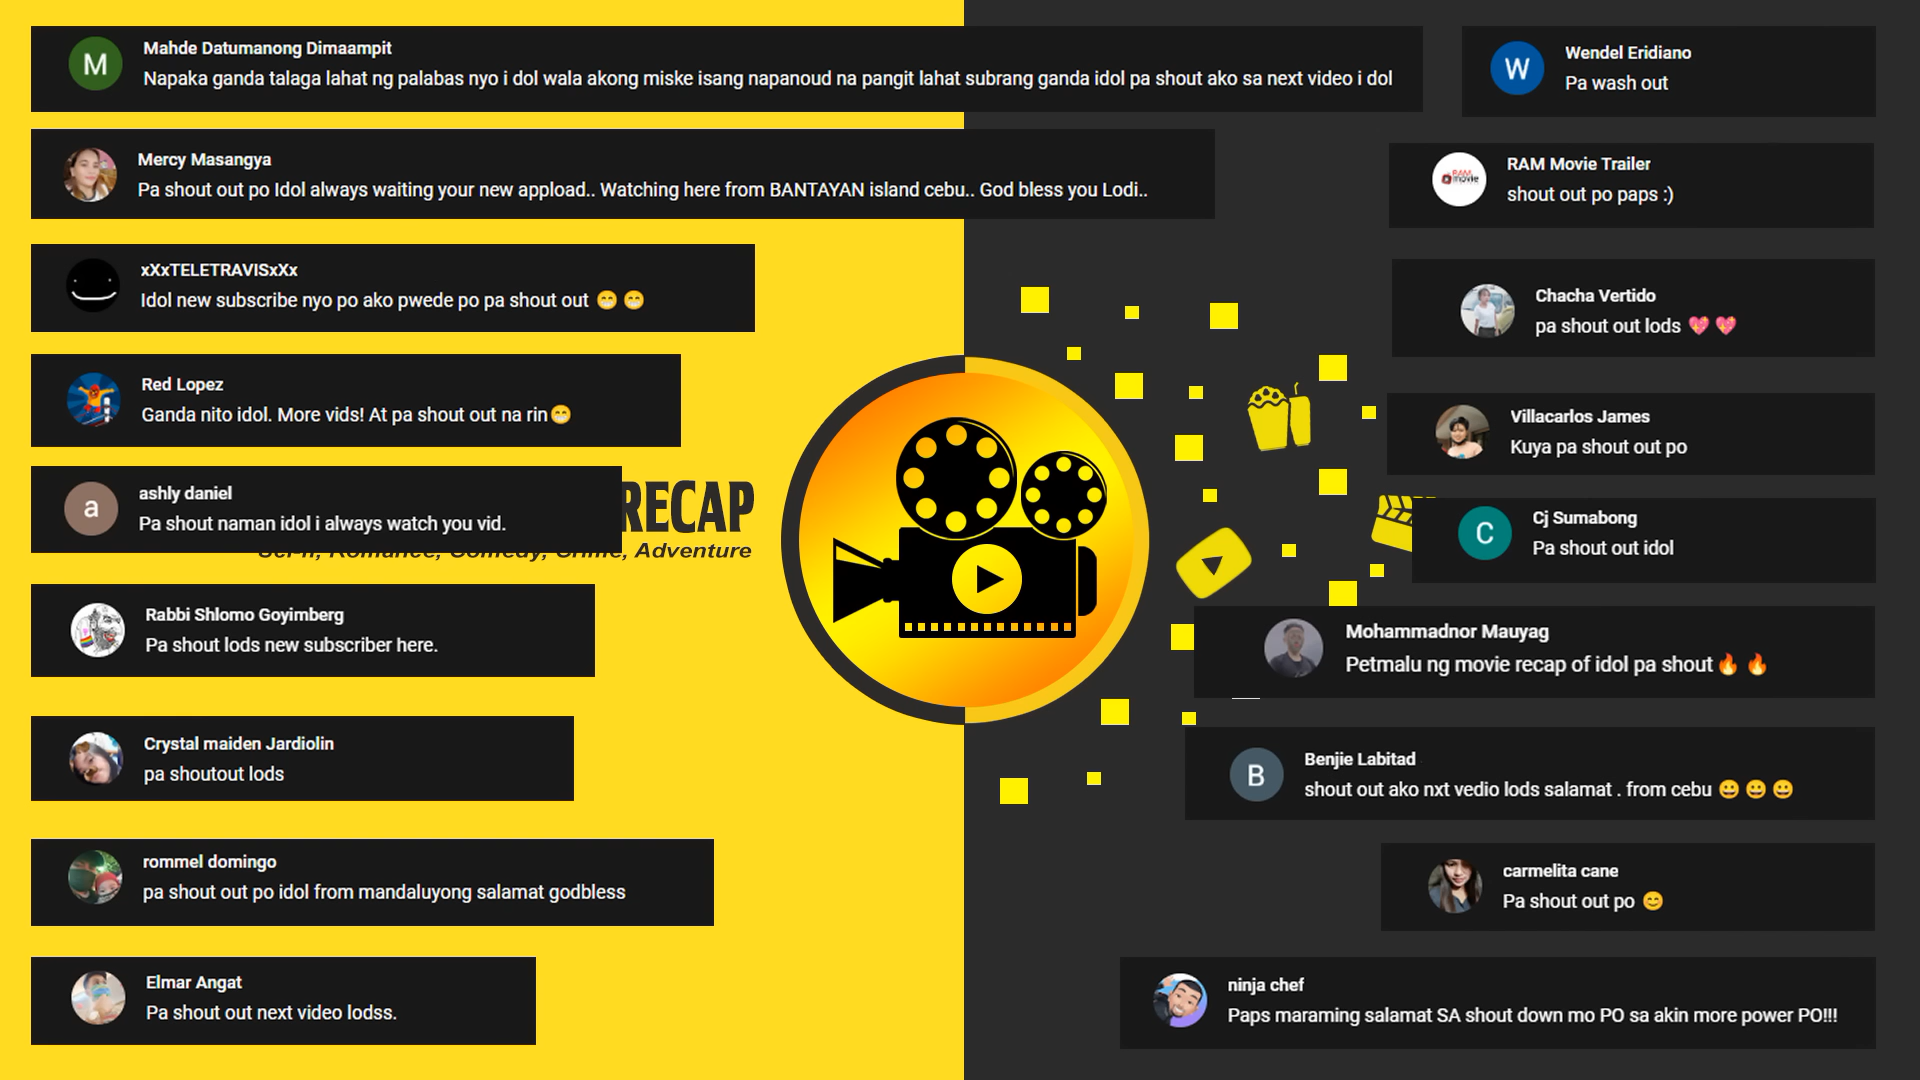 Mahde Datumanong Dimaampit
Napaka ganda talaga lahat ng palabas nyo i dol wala akong miske isang napanoud na pangit lahat subrang ganda idol pa shout ako sa next video i dol
Mercy Masangya
Pa shout out po Idol always waiting your new appload.. Watching here from BANTAYAN island cebu.. God bless you Lodi..
xXxTELETRAVISxXx
Idol new subscribe nyo po ako pwede po pa shout out 😁 😁
Red Lopez
Ganda nito idol. More vids! At pa shout out na rin😁
a
ashly daniel
Pa shout naman idol i always watch you vid.
RECAP
Sci-fi, Romance, Comedy, Crime, Adventure
Rabbi Shlomo Goyimberg
Pa shout lods new subscriber here.
Crystal maiden Jardiolin
pa shoutout lods
rommel domingo
pa shout out po idol from mandaluyong salamat godbless
Elmar Angat
Pa shout out next video lodss.
M
W
Wendel Eridiano
Pa wash out
RAM
movie
RAM Movie Trailer
shout out po paps :)
Chacha Vertido
pa shout out lods 💖 💖
Villacarlos James
Kuya pa shout out po
C
Cj Sumabong
Pa shout out idol
Mohammadnor Mauyag
Petmalu ng movie recap of idol pa shout🔥 🔥
B
Benjie Labitad
shout out ako nxt vedio lods salamat . from cebu 😀 😀 😀
carmelita cane
Pa shout out po 😊
ninja chef
Paps maraming salamat SA shout down mo PO sa akin more power PO!!!